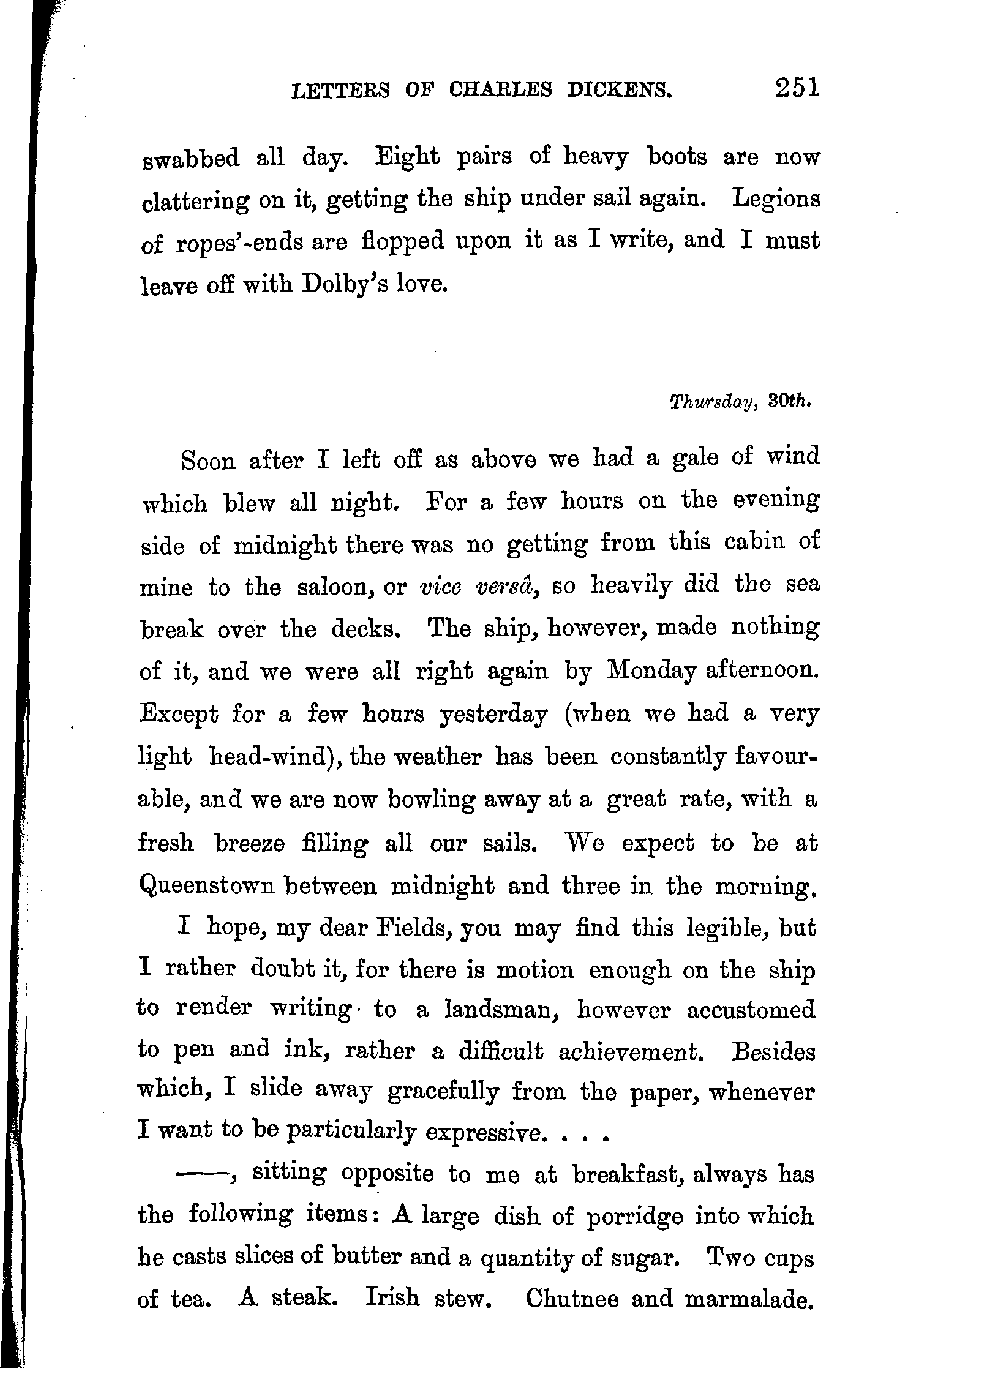 LETTERS OF CHARLES DICKENS. 251
swabbed all day. Eight pairs of heavy boots are now
clattering on it, getting the ship under sail again. Legions
of ropes'-ends are flopped upon it as I write, and I must
leave off with Dolby's love.
Thursday, 30th.
Soon after I left off as above we had a gale of wind
which blew all night. For a few hours on the evening
side of midnight there was no getting from this cabin of
mine to the saloon, or vice versâ, so heavily did the sea
break over the decks. The ship, however, made nothing
of it, and we were all right again by Monday afternoon.
Except for a few hours yesterday (when we had a very
light head-wind), the weather has been constantly favour-
able, and we are now bowling away at a great rate, with a
fresh breeze filling all our sails. We expect to be at
Queenstown between midnight and three in the morning.
I hope, my dear Fields, you may find this legible, but
I rather doubt it, for there is motion enough on the ship
to render writing to a landsman, however accustomed
to pen and ink, rather a difficult achievement. Besides
which, I slide away gracefully from the paper, whenever
I want to be particularly expressive. . . .
——, sitting opposite to me at breakfast, always has
the following items: A large dish of porridge into which
he casts slices of butter and a quantity of sugar. Two cups
of tea. A steak. Irish stew. Chutnee and marmalade.